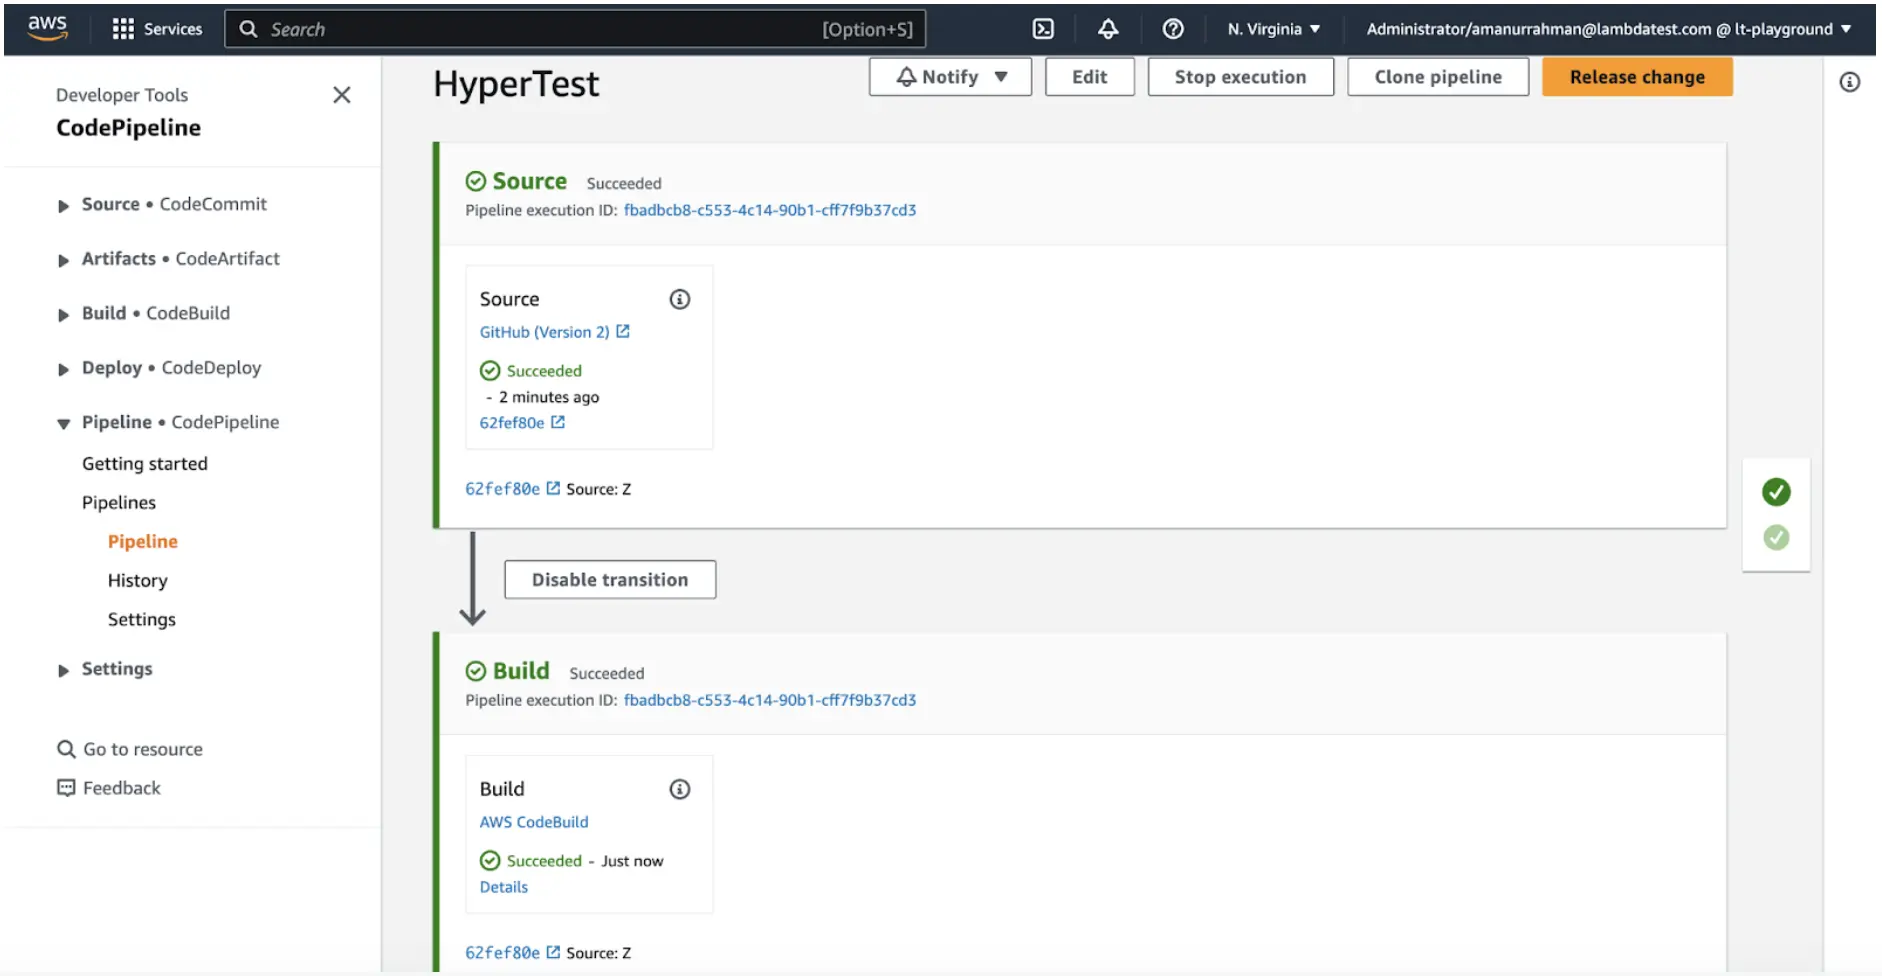 aws Services Search [Option+S] N. Virginia Administrator/amanurrahman@lambdatest.com @ lt-playground
Developer Tools
CodePipeline
Source • CodeCommit
Artifacts • CodeArtifact
Build • CodeBuild
Deploy • CodeDeploy
Pipeline • CodePipeline
Getting started
Pipelines
Pipeline
History
Settings
Settings
Go to resource
Feedback
HyperTest
Notify Edit Stop execution Clone pipeline Release change
Source Succeeded
Pipeline execution ID: fbadbcb8-c553-4c14-90b1-cff7f9b37cd3
Source
GitHub (Version 2)
Succeeded
- 2 minutes ago
62fef80e
62fef80e Source: Z
Disable transition
Build Succeeded
Pipeline execution ID: fbadbcb8-c553-4c14-90b1-cff7f9b37cd3
Build
AWS CodeBuild
Succeeded - Just now
Details
62fef80e Source: Z